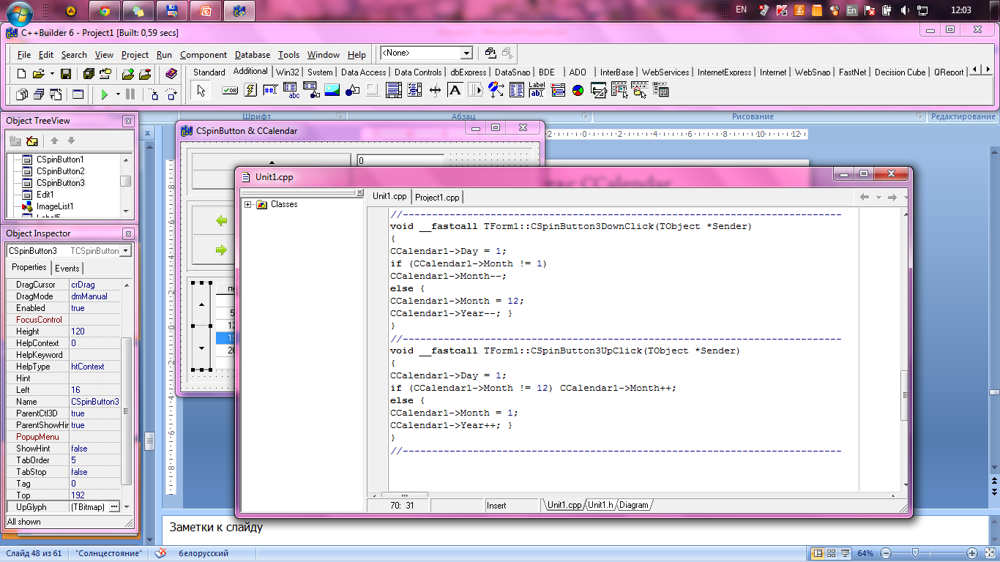 EN
En
12:03
C++Builder 6 - Project1 [Built: 0,59 secs]
File Edit Search View Project Run Component Database Tools Window Help
<None>
Standard Additional Win32 System Data Access Data Controls dbExpress DataSnap BDE ADO InterBase WebServices InternetExpress Internet WebSnap FastNet Decision Cube QReport
Шрифт Абзац Рисование Редактирование
Object TreeView
CSpinButton1
CSpinButton2
CSpinButton3
Edit1
ImageList1
Object Inspector
CSpinButton3 TCSpinButton
Properties Events
DragCursor crDrag
DragMode dmManual
Enabled true
FocusControl
Height 120
HelpContext 0
HelpKeyword
HelpType htContext
Hint
Left 16
Name CSpinButton3
ParentCtl3D true
ParentShowHin true
PopupMenu
ShowHint false
TabOrder 5
TabStop false
Tag 0
Top 192
UpGlyph (TBitmap)
All shown
CSpinButton & CCalendar
0
Unit1.cpp
Classes
Unit1.cpp Project1.cpp
//---------------------------------------------------------------------------
void __fastcall TForm1::CSpinButton3DownClick(TObject *Sender)
{
CCalendar1->Day = 1;
if (CCalendar1->Month != 1)
CCalendar1->Month--;
else {
CCalendar1->Month = 12;
CCalendar1->Year--; }
}
//---------------------------------------------------------------------------
void __fastcall TForm1::CSpinButton3UpClick(TObject *Sender)
{
CCalendar1->Day = 1;
if (CCalendar1->Month != 12) CCalendar1->Month++;
else {
CCalendar1->Month = 1;
CCalendar1->Year++; }
}
//---------------------------------------------------------------------------
70: 31 Insert Unit1.cpp Unit1.h Diagram
Заметки к слайду
Слайд 48 из 61 "Солнцестояние" белорусский 64%